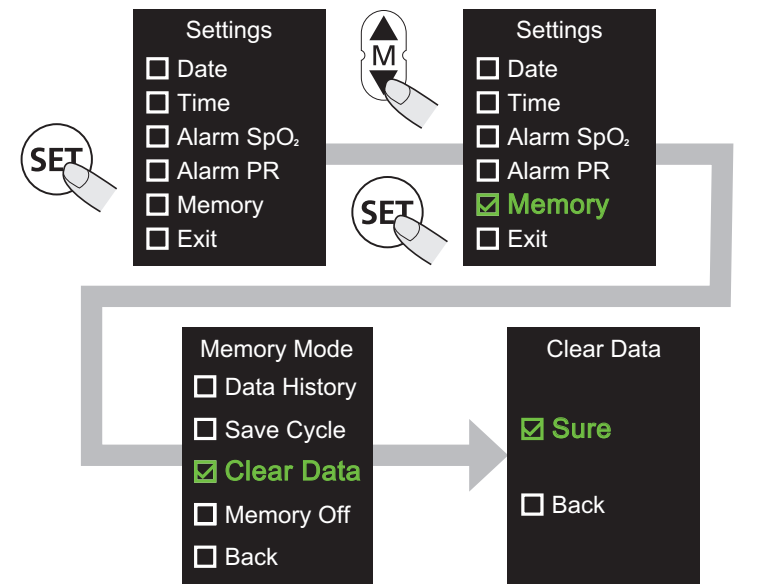 SET
Settings
Date
Time
Alarm SpO₂
Alarm PR
Memory
Exit
M
SET
Settings
Date
Time
Alarm SpO₂
Alarm PR
Memory
Exit
Memory Mode
Data History
Save Cycle
Clear Data
Memory Off
Back
Clear Data
Sure
Back